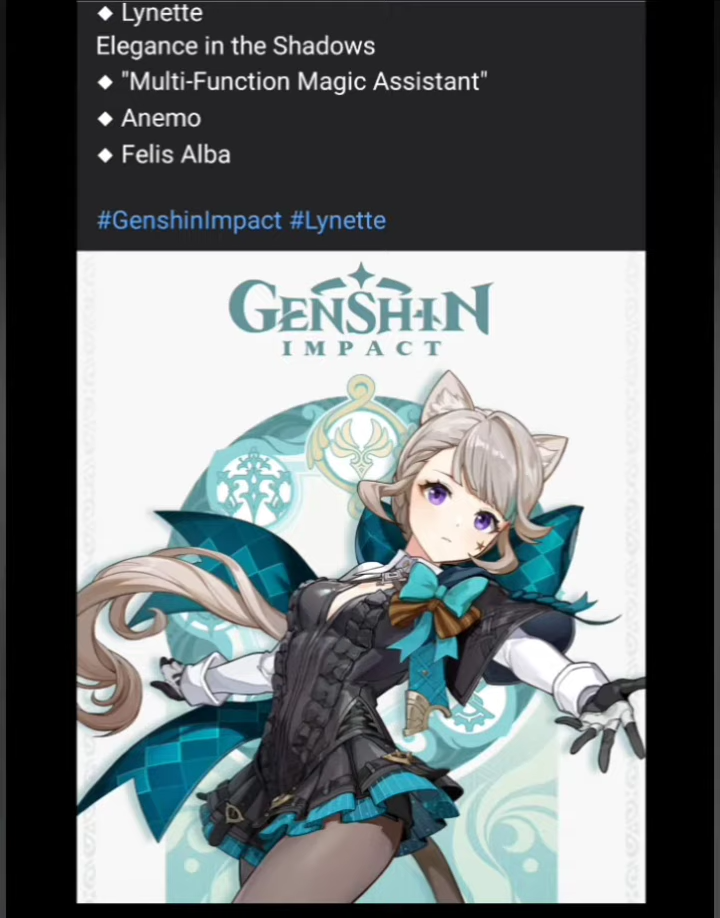 ◆ Lynette
Elegance in the Shadows
◆ "Multi-Function Magic Assistant"
◆ Anemo
◆ Felis Alba
#GenshinImpact #Lynette
GENSHIN
IMPACT